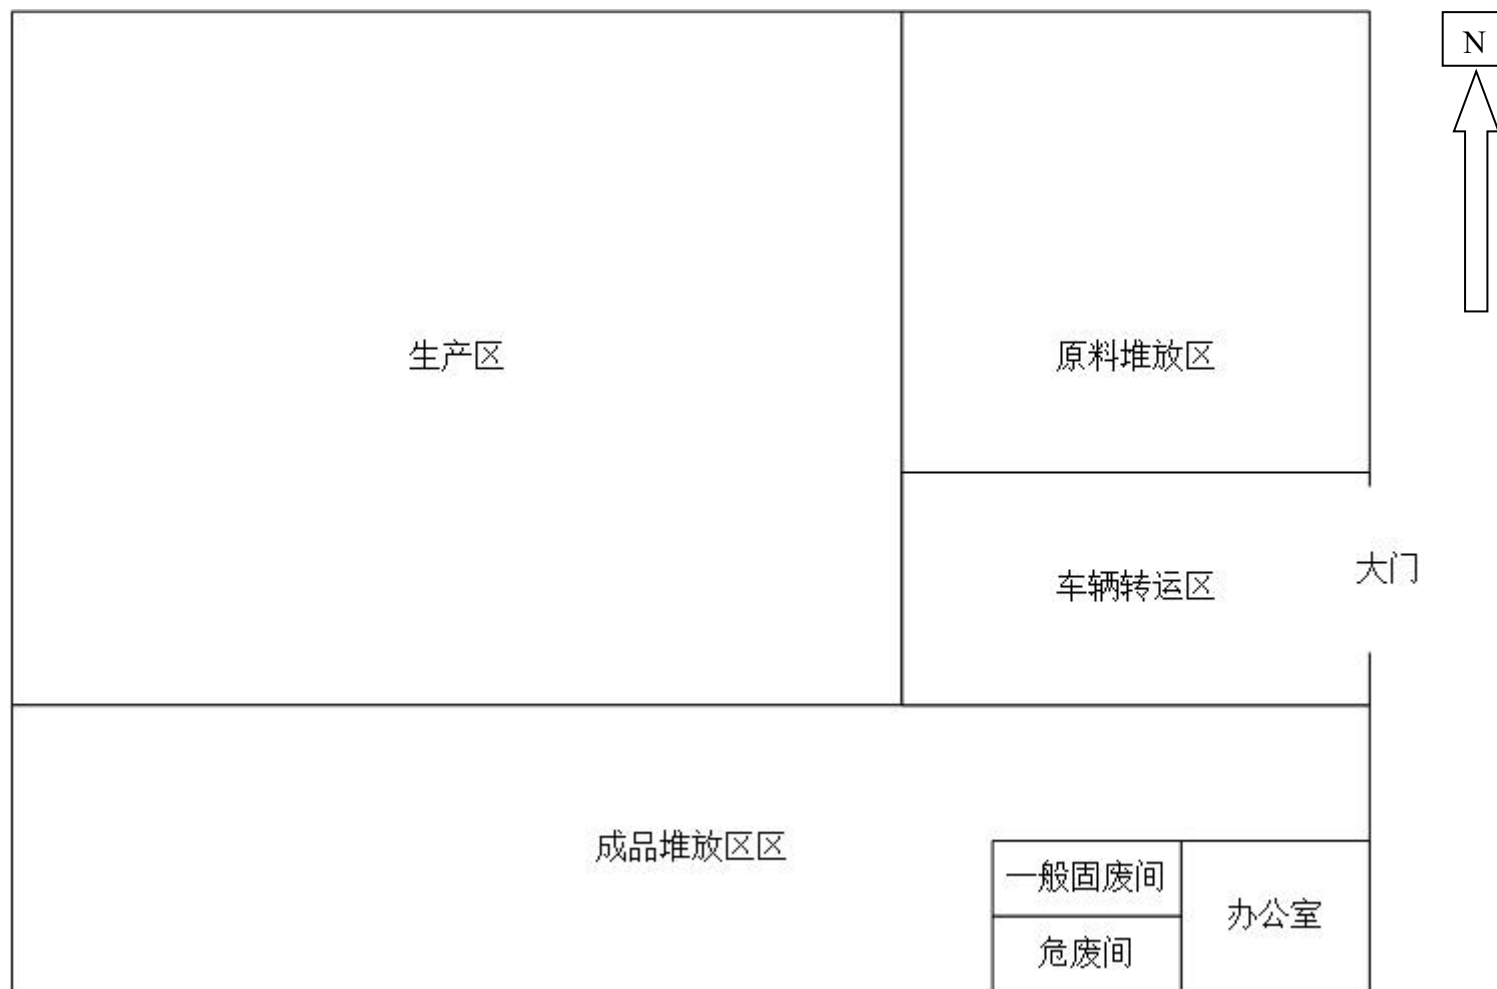 N
生产区
原料堆放区
大门
车辆转运区
成品堆放区区
一般固废间
办公室
危废间